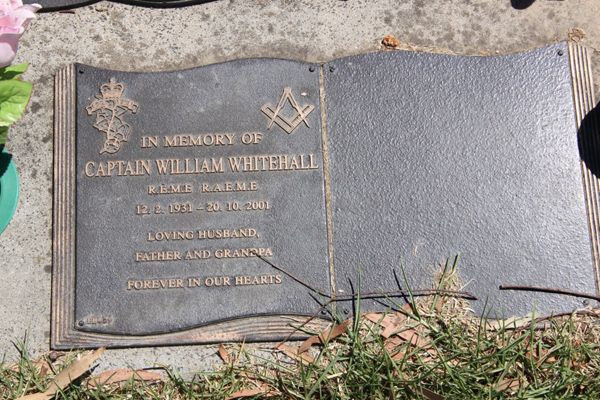 IN MEMORY OF
CAPTAIN WILLIAM WHITEHALL
R.E.M.E R.A.E.M.E
12. 2. 1931 – 20. 10. 2001
LOVING HUSBAND,
FATHER AND GRANDPA
FOREVER IN OUR HEARTS